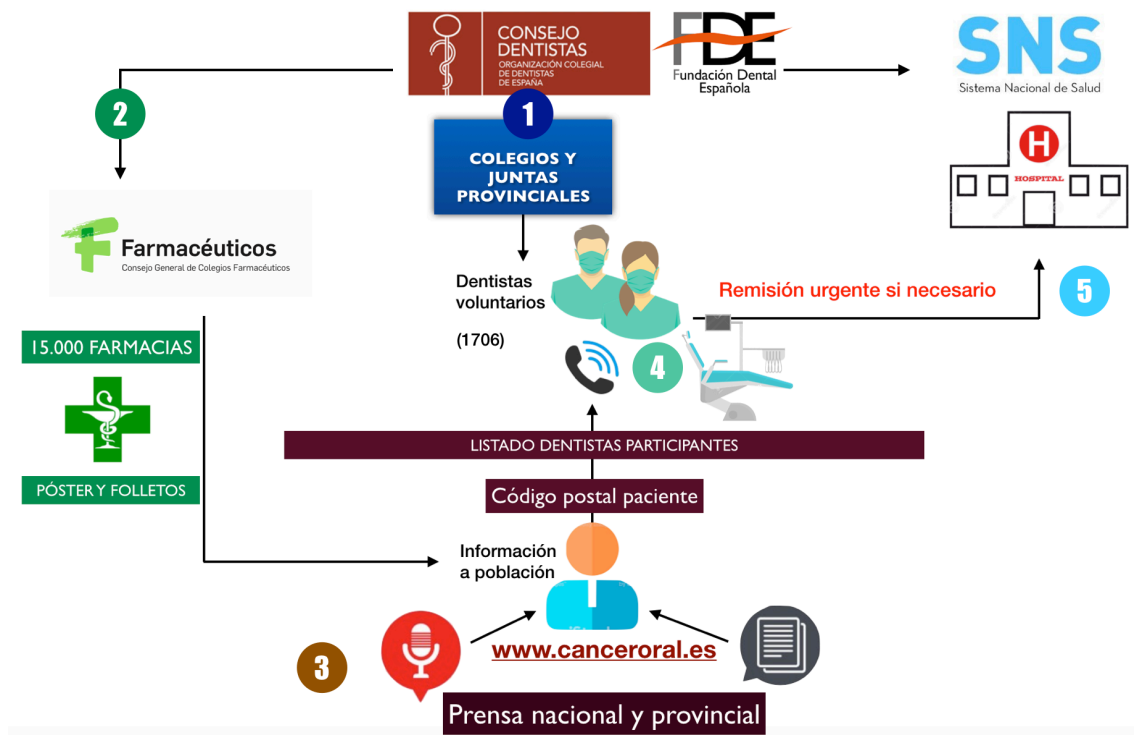 CONSEJO
DENTISTAS
ORGANIZACIÓN COLEGIAL
DE DENTISTAS
DE ESPAÑA
FDE
Fundación Dental
Española
SNS
Sistema Nacional de Salud
1
2
COLEGIOS Y
JUNTAS
PROVINCIALES
H
HOSPITAL
Farmacéuticos
Consejo General de Colegios Farmacéuticos
Dentistas
voluntarios
(1706)
Remisión urgente si necesario
5
15.000 FARMACIAS
4
LISTADO DENTISTAS PARTICIPANTES
PÓSTER Y FOLLETOS
Código postal paciente
Información
a población
3
www.canceroral.es
Prensa nacional y provincial